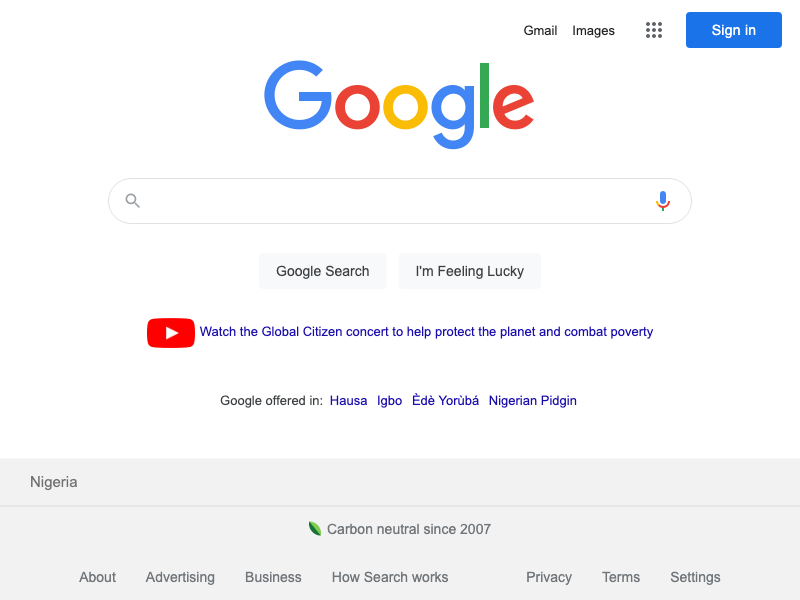 Gmail Images Sign in
Google
Google Search I'm Feeling Lucky
Watch the Global Citizen concert to help protect the planet and combat poverty
Google offered in: Hausa Igbo Èdè Yorùbá Nigerian Pidgin
Nigeria
Carbon neutral since 2007
About Advertising Business How Search works Privacy Terms Settings